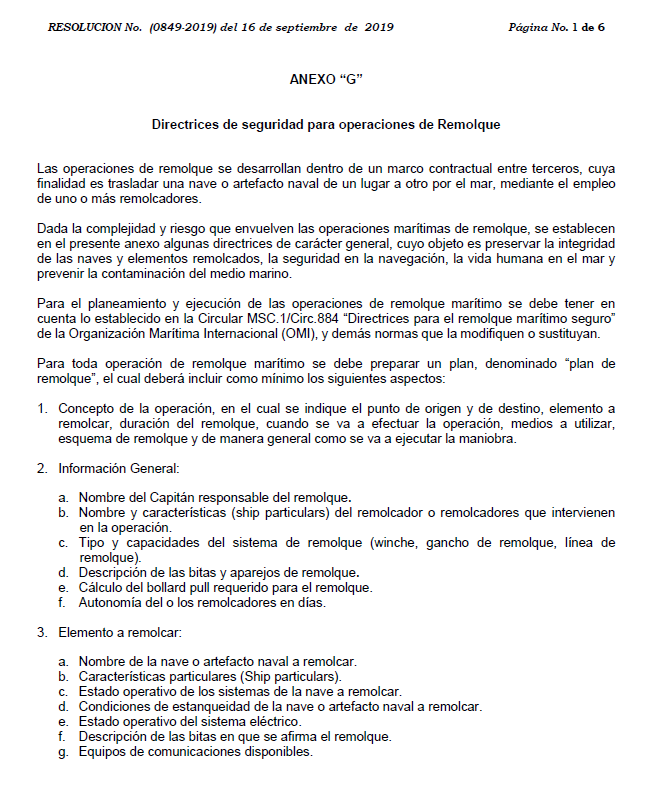 RESOLUCION No. (0849-2019) del 16 de septiembre de 2019 Página No. 1 de 6
ANEXO “G”
Directrices de seguridad para operaciones de Remolque
Las operaciones de remolque se desarrollan dentro de un marco contractual entre terceros, cuya
finalidad es trasladar una nave o artefacto naval de un lugar a otro por el mar, mediante el empleo
de uno o más remolcadores.
Dada la complejidad y riesgo que envuelven las operaciones marítimas de remolque, se establecen
en el presente anexo algunas directrices de carácter general, cuyo objeto es preservar la integridad
de las naves y elementos remolcados, la seguridad en la navegación, la vida humana en el mar y
prevenir la contaminación del medio marino.
Para el planeamiento y ejecución de las operaciones de remolque marítimo se debe tener en
cuenta lo establecido en la Circular MSC.1/Circ.884 “Directrices para el remolque marítimo seguro”
de la Organización Marítima Internacional (OMI), y demás normas que la modifiquen o sustituyan.
Para toda operación de remolque marítimo se debe preparar un plan, denominado “plan de
remolque”, el cual deberá incluir como mínimo los siguientes aspectos:
1. Concepto de la operación, en el cual se indique el punto de origen y de destino, elemento a
remolcar, duración del remolque, cuando se va a efectuar la operación, medios a utilizar,
esquema de remolque y de manera general como se va a ejecutar la maniobra.
2. Información General:
a. Nombre del Capitán responsable del remolque.
b. Nombre y características (ship particulars) del remolcador o remolcadores que intervienen
en la operación.
c. Tipo y capacidades del sistema de remolque (winche, gancho de remolque, línea de
remolque).
d. Descripción de las bitas y aparejos de remolque.
e. Cálculo del bollard pull requerido para el remolque.
f. Autonomía del o los remolcadores en días.
3. Elemento a remolcar:
a. Nombre de la nave o artefacto naval a remolcar.
b. Características particulares (Ship particulars).
c. Estado operativo de los sistemas de la nave a remolcar.
d. Condiciones de estanqueidad de la nave o artefacto naval a remolcar.
e. Estado operativo del sistema eléctrico.
f. Descripción de las bitas en que se afirma el remolque.
g. Equipos de comunicaciones disponibles.